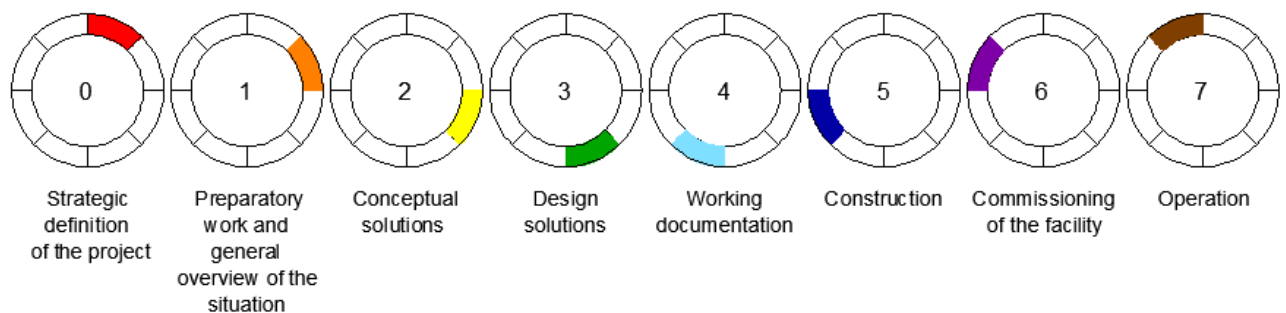 0
1
2
3
4
5
6
7
Strategic
definition
of the project
Preparatory
work and
general
overview of the
situation
Conceptual
solutions
Design
solutions
Working
documentation
Construction
Commissioning
of the facility
Operation